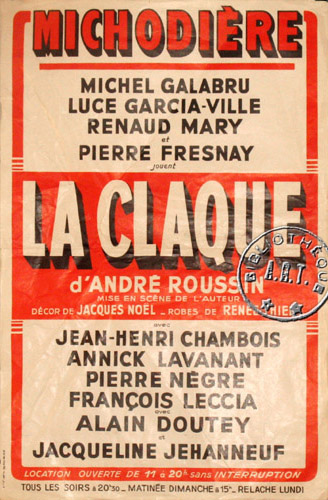 MICHODIÈRE
MICHEL GALABRU
LUCE GARCIA-VILLE
RENAUD MARY
et
PIERRE FRESNAY
jouent
LA CLAQUE
d'ANDRÉ ROUSSIN
MISE EN SCÈNE DE L'AUTEUR
DÉCOR DE JACQUES NOEL _ ROBES DE RENÉE THIE
BIBLIOTHÈQUE
A.R.T.
avec
JEAN-HENRI CHAMBOIS
ANNICK LAVANANT
PIERRE NÈGRE
FRANÇOIS LECCIA
avec
ALAIN DOUTEY
et
JACQUELINE JEHANNEUF
LOCATION OUVERTE DE 11 à 20h sans INTERRUPTION
TOUS LES SOIRS à 20h30 _ MATINÉE DIMANCHE à 15h _ RELACHE LUNDI